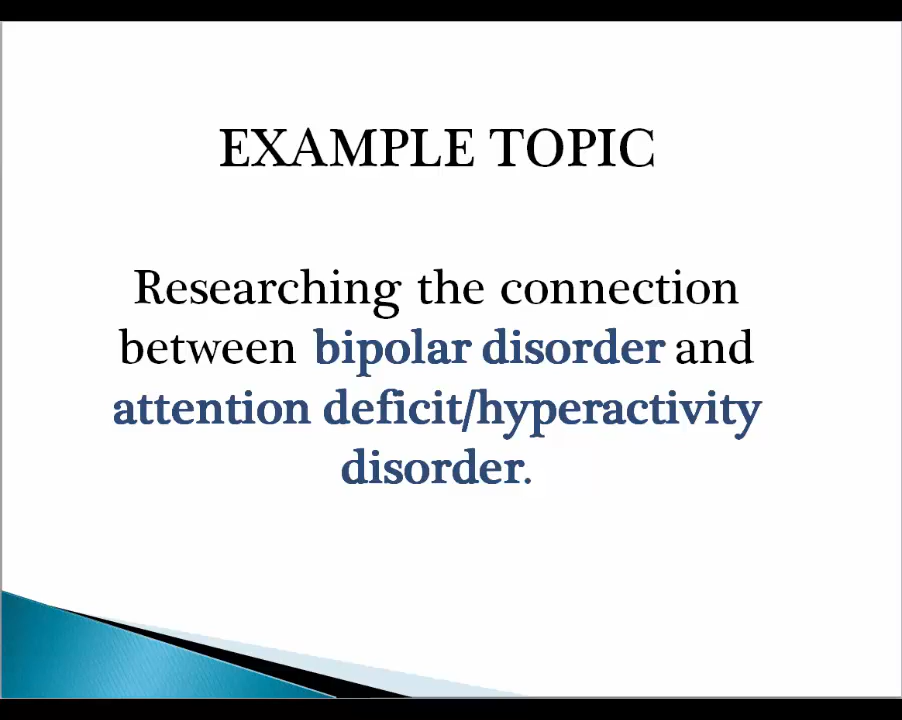 EXAMPLE TOPIC
Researching the connection
between bipolar disorder and
attention deficit/hyperactivity
disorder.